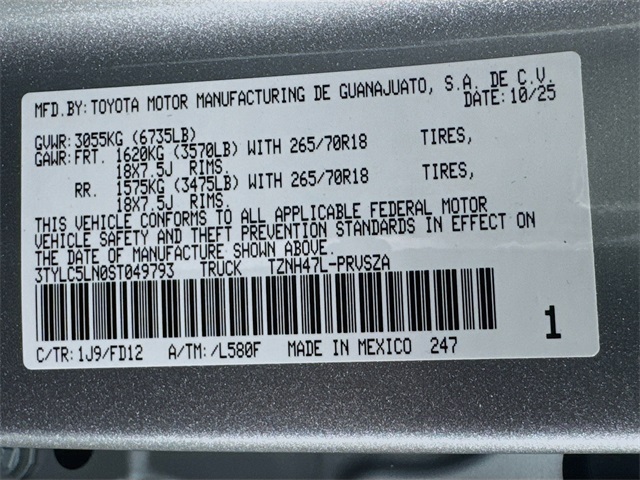 MFD.BY:TOYOTA MOTOR MANUFACTURING DE GUANAJUATO, S.A. DE C.V.
DATE:10/25
GVWR:3055KG (6735LB)
GAWR:FRT. 1620KG (3570LB) WITH 265/70R18 TIRES,
18X7.5J RIMS.
RR. 1575KG (3475LB) WITH 265/70R18 TIRES,
18X7.5J RIMS.
THIS VEHICLE CONFORMS TO ALL APPLICABLE FEDERAL MOTOR
VEHICLE SAFETY AND THEFT PREVENTION STANDARDS IN EFFECT ON
THE DATE OF MANUFACTURE SHOWN ABOVE.
3TYLC5LN0ST049793 TRUCK TZNH47L-PRVSZA
1
C/TR:1J9/FD12 A/TM:/L580F MADE IN MEXICO 247